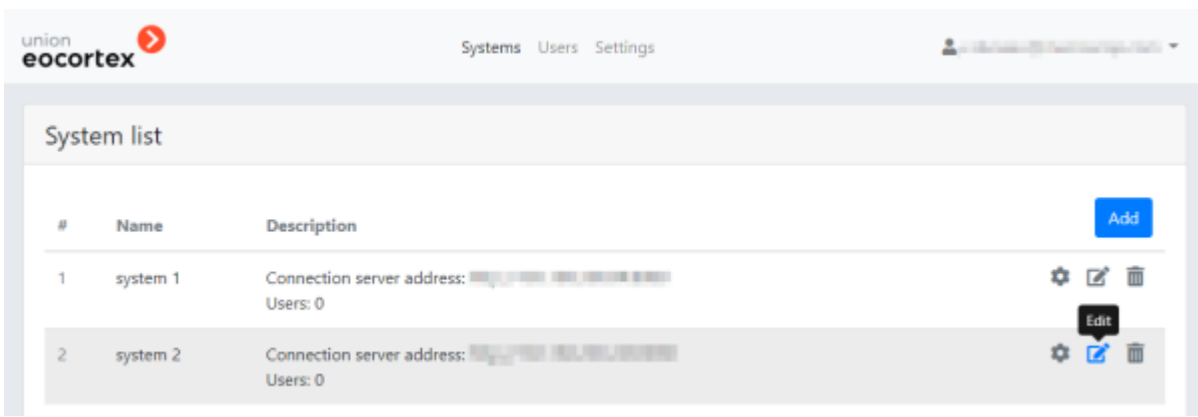 union
eocortex
Systems Users Settings
System list
# Name Description Add
1 system 1 Connection server address:
Users: 0
Edit
2 system 2 Connection server address:
Users: 0